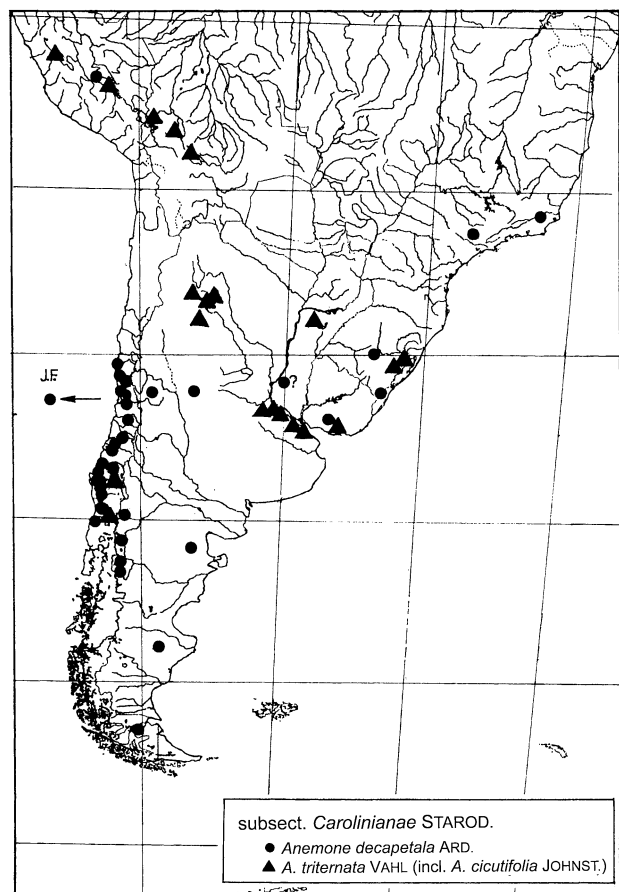 J.F.
?
subsect. Carolinianae STAROD.
● Anemone decapetala ARD.
▲ A. triternata VAHL (incl. A. cicutifolia JOHNST.)